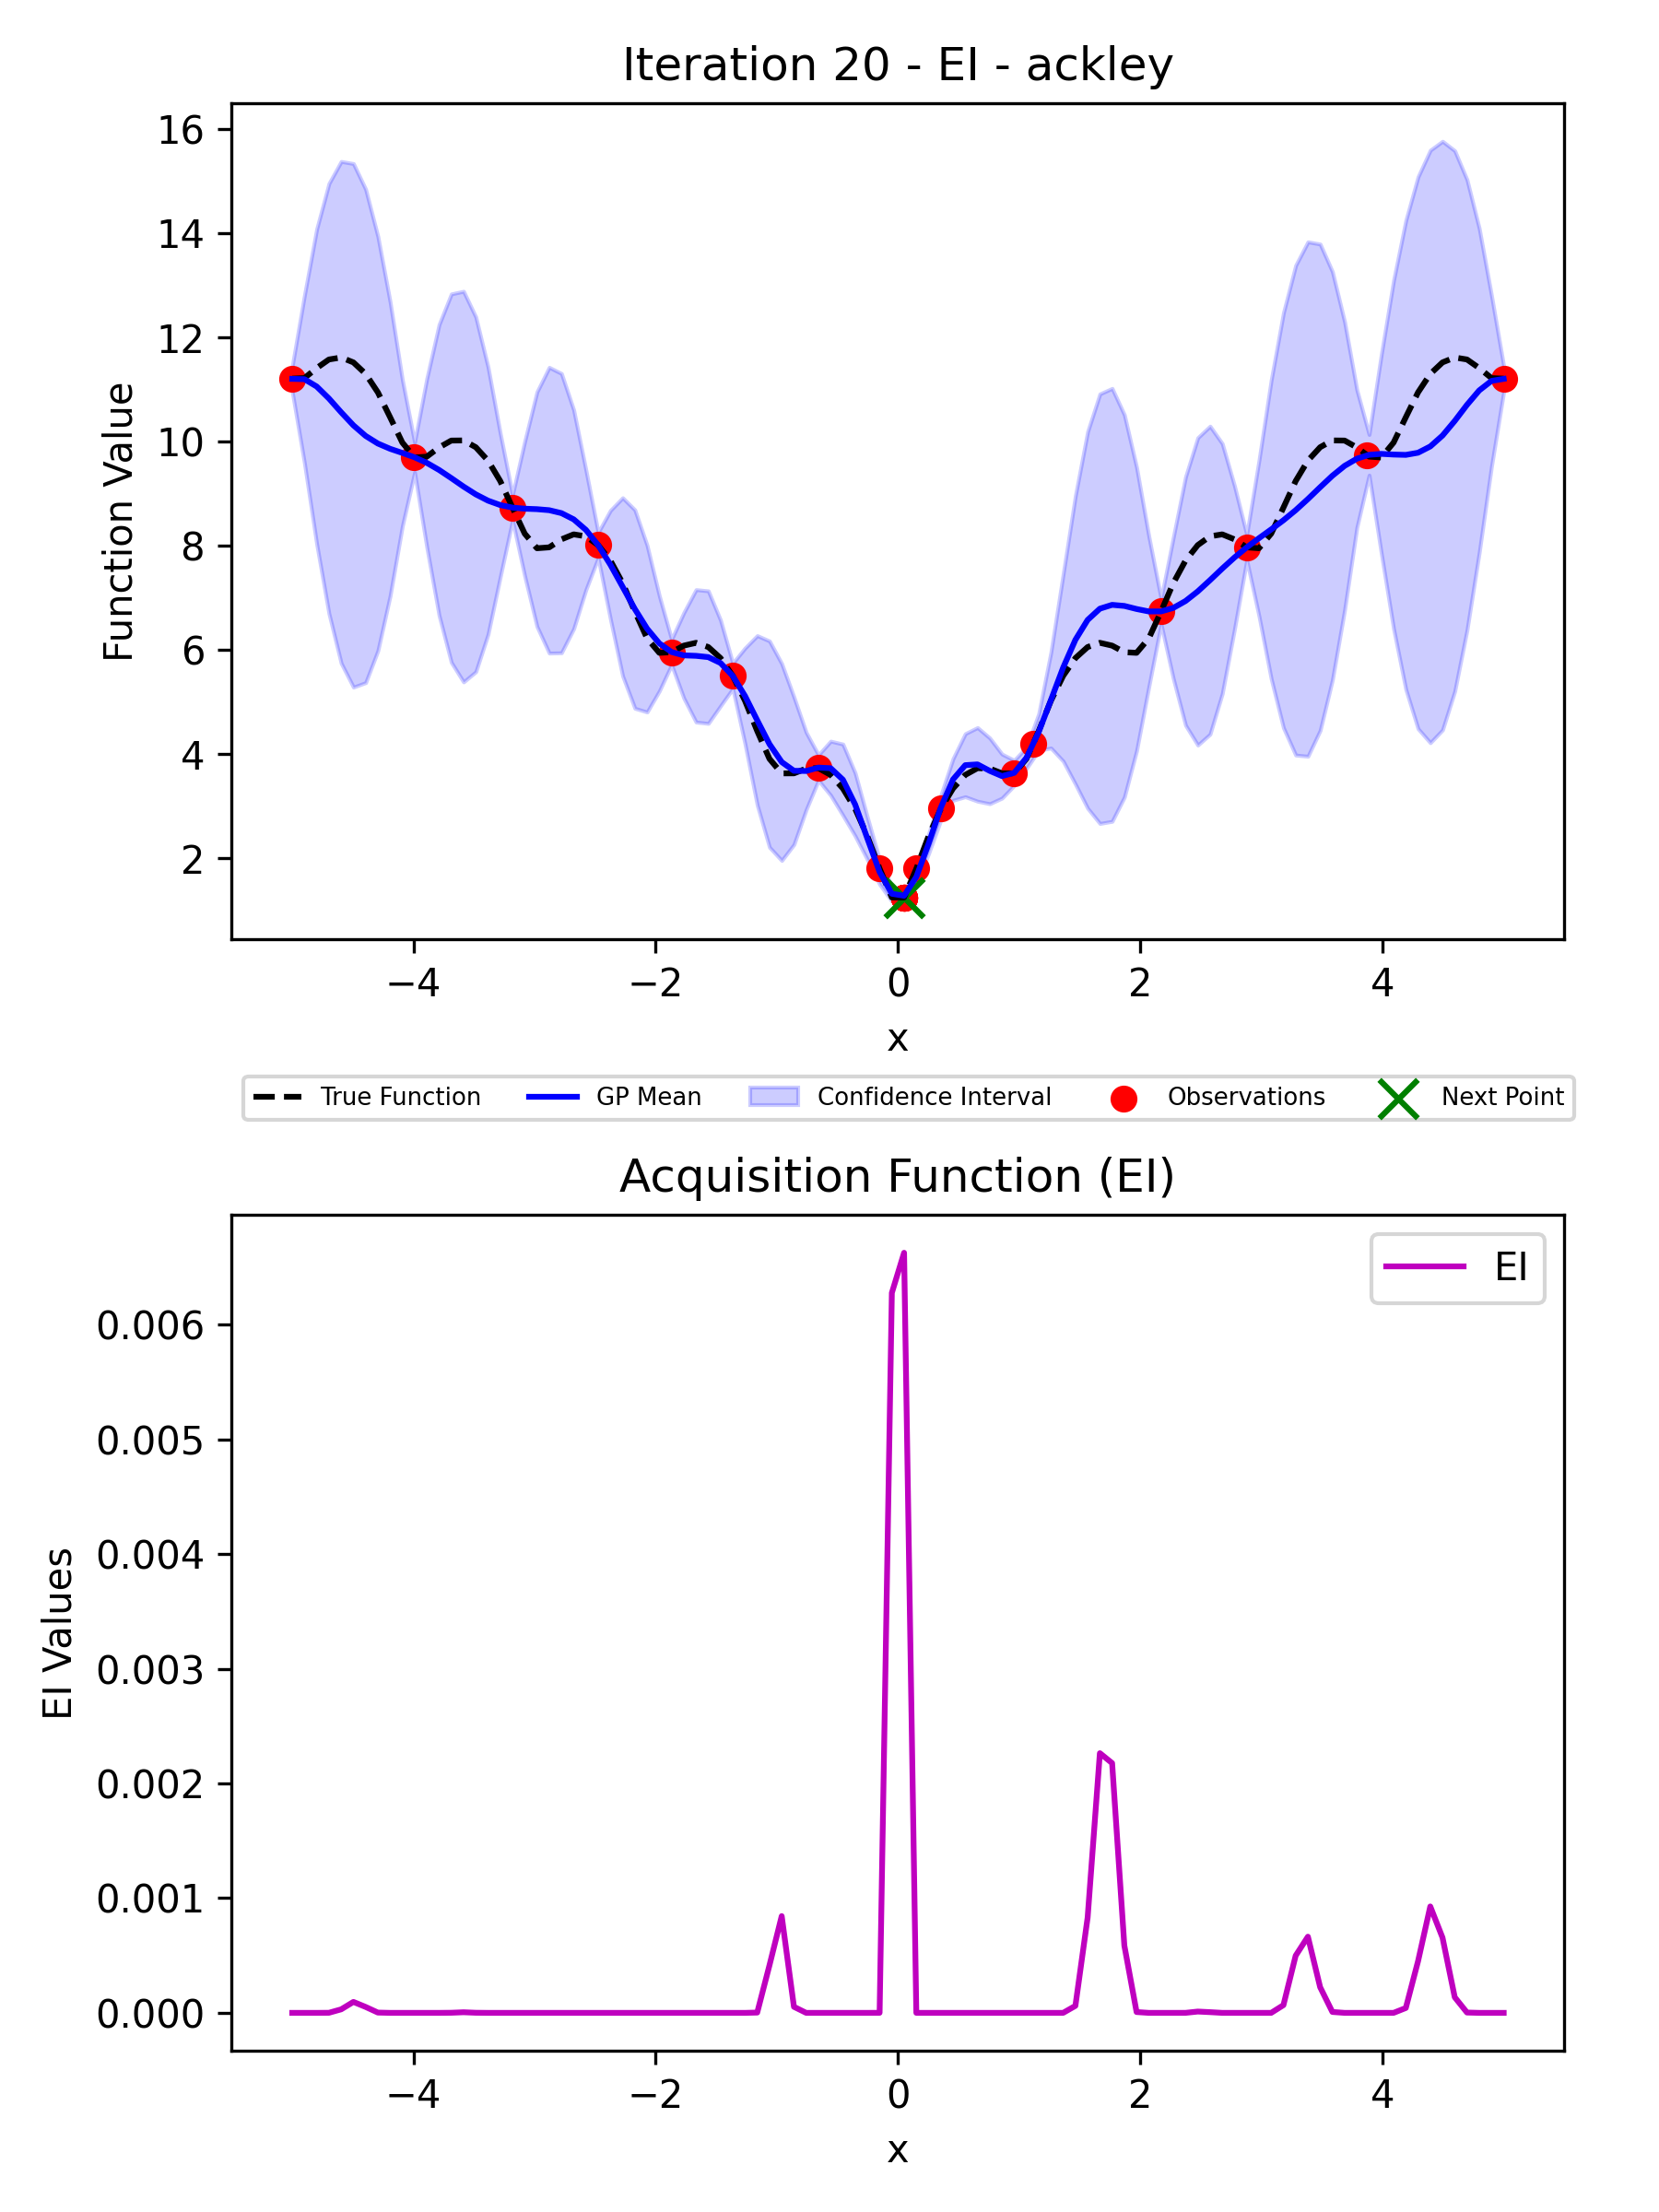 Iteration 20 - EI - ackley
16
14
12
10
8
6
4
2
Function Value
−4 −2 0 2 4
x
True Function GP Mean Confidence Interval Observations Next Point
Acquisition Function (EI)
EI
0.006
0.005
0.004
0.003
0.002
0.001
0.000
EI Values
−4 −2 0 2 4
x